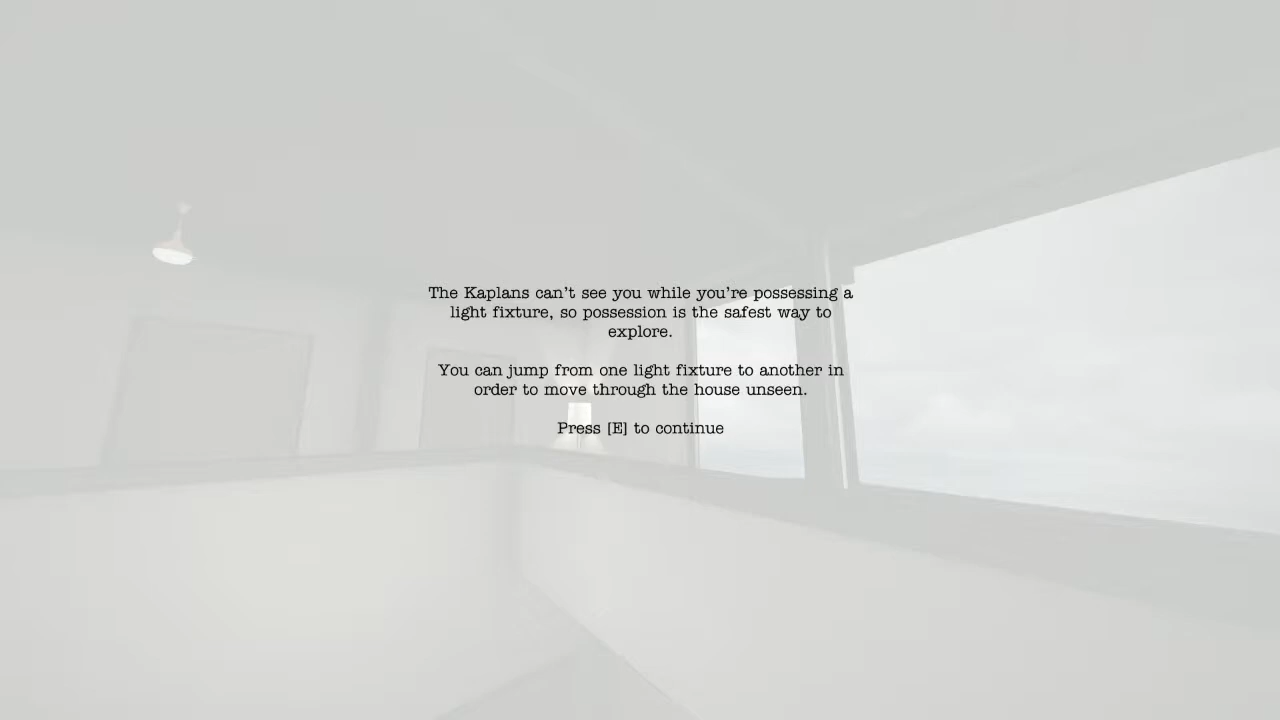 The Kaplans can't see you while you're possessing a
light fixture, so possession is the safest way to
explore.
You can jump from one light fixture to another in
order to move through the house unseen.
Press [E] to continue